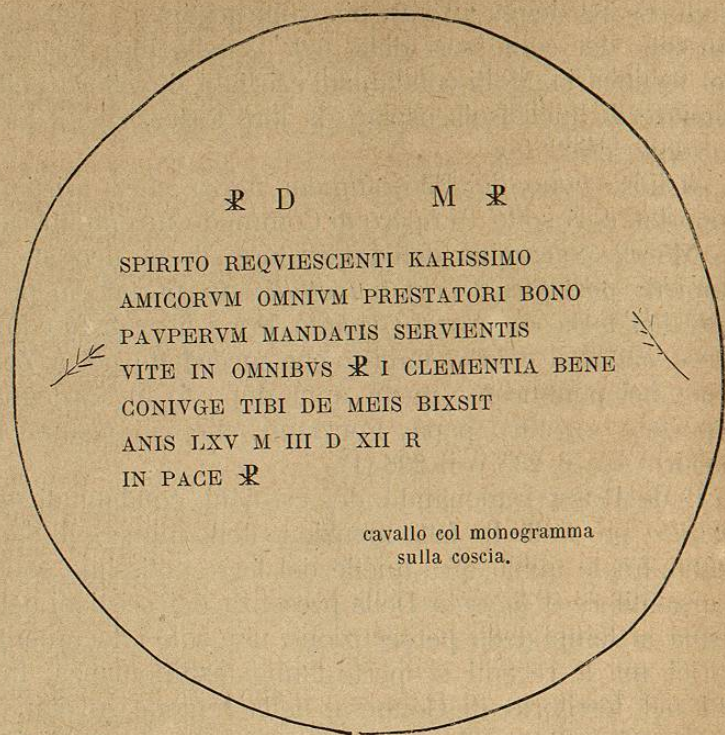 ☧ D M ☧
SPIRITO REQVIESCENTI KARISSIMO
AMICORVM OMNIVM PRESTATORI BONO
PAVPERVM MANDATIS SERVIENTIS
VITE IN OMNIBVS ☧ I CLEMENTIA BENE
CONIVGE TIBI DE MEIS BIXSIT
ANIS LXV M III D XII R
IN PACE ☧
cavallo col monogramma
sulla coscia.